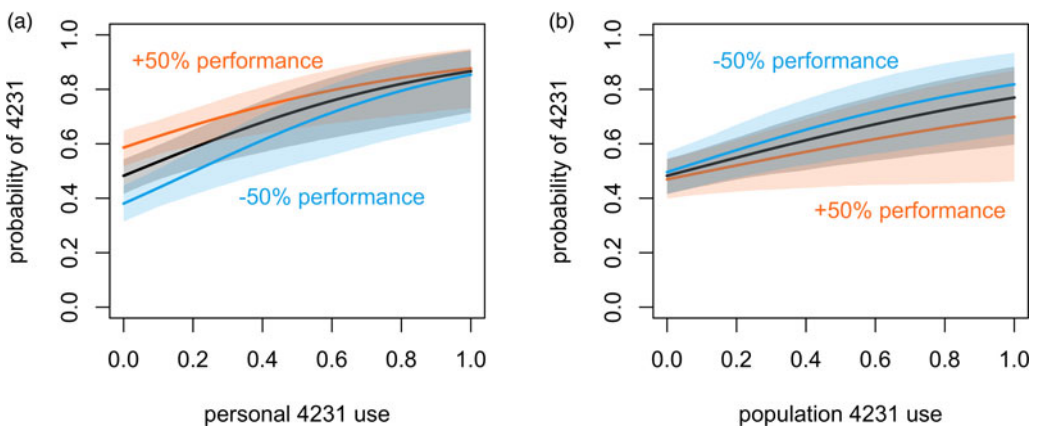 (a)
probability of 4231
1.0
0.8
0.6
0.4
0.2
0.0
+50% performance
-50% performance
0.0 0.2 0.4 0.6 0.8 1.0
personal 4231 use
(b)
probability of 4231
1.0
0.8
0.6
0.4
0.2
0.0
-50% performance
+50% performance
0.0 0.2 0.4 0.6 0.8 1.0
population 4231 use